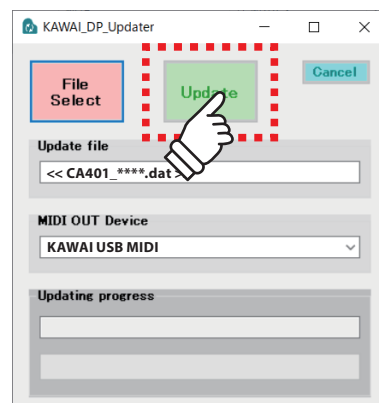 KAWAI_DP_Updater
File
Select
Update
Cancel
Update file
<< CA401_****.dat >>
MIDI OUT Device
KAWAI USB MIDI
Updating progress